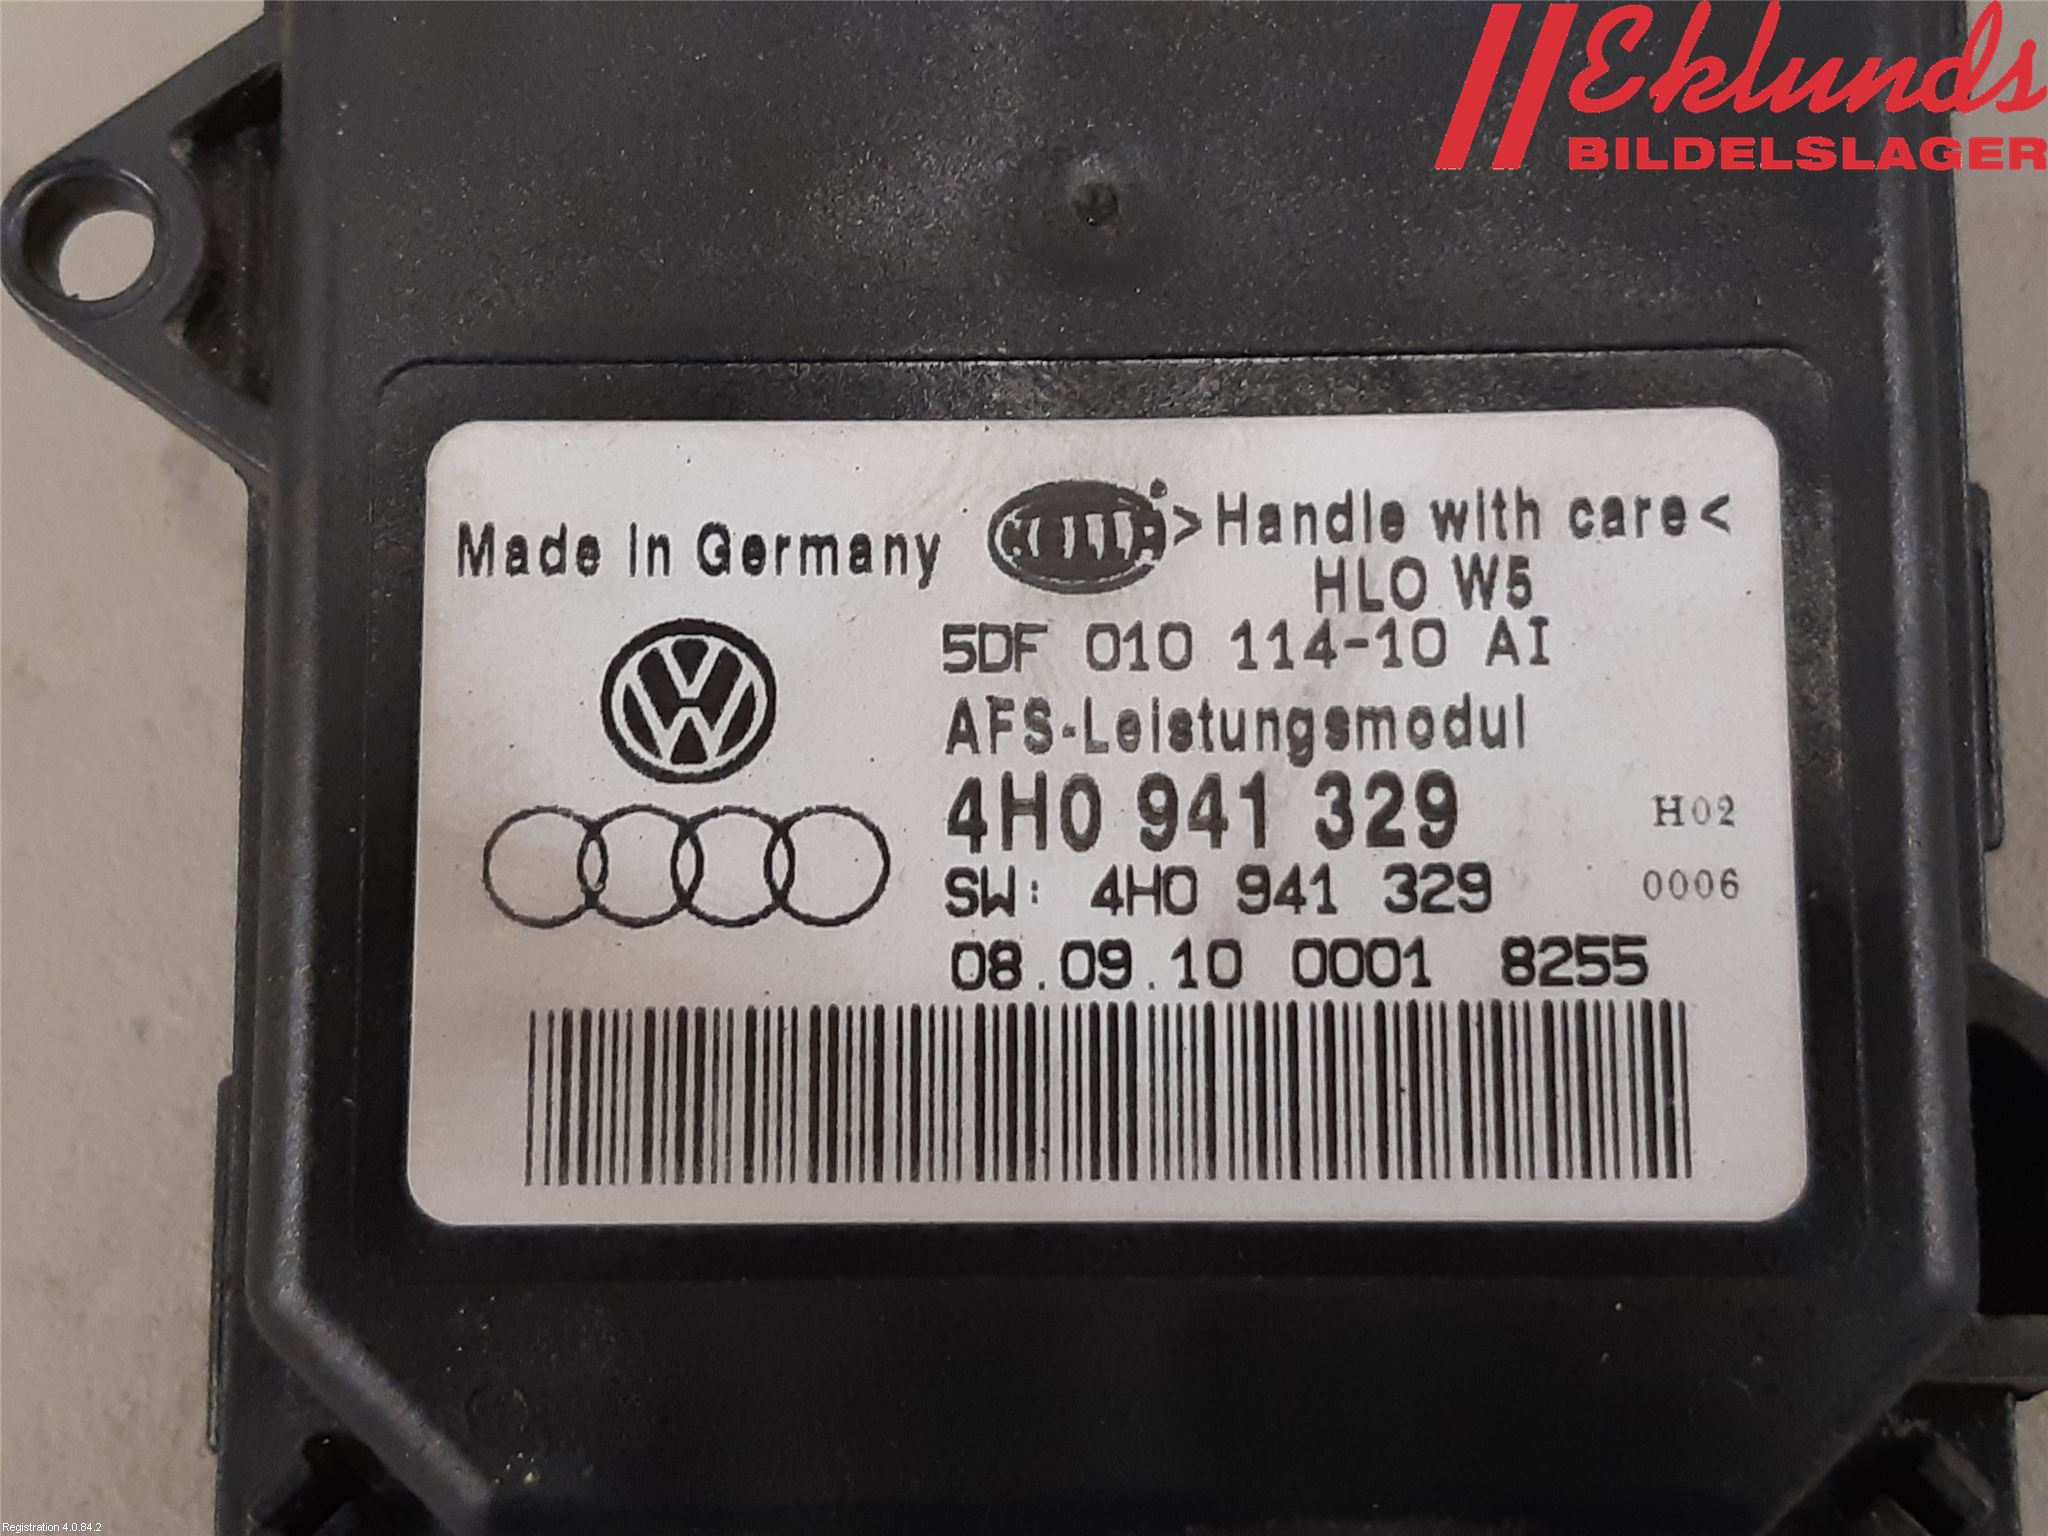 Eklunds
BILDELSLAGER
Made in Germany
HELLA
>Handle with care<
HLO W5
5DF 010 114-10 AI
AFS-Leistungsmodul
4H0 941 329
H02
SW: 4H0 941 329
0006
08.09.10 0001 8255
Registration 4.0.84.2